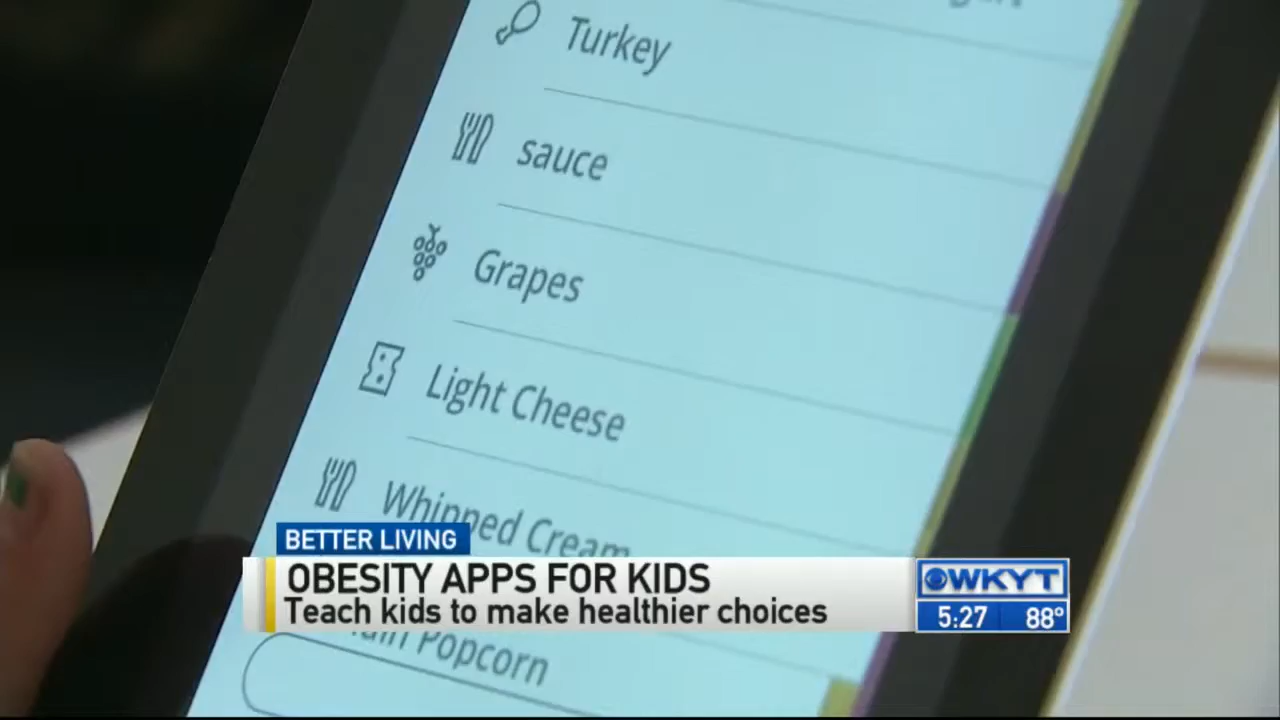 Turkey
sauce
Grapes
Light Cheese
Whipped Cream
BETTER LIVING
OBESITY APPS FOR KIDS
Teach kids to make healthier choices
WKYT
5:27 88°
Popcorn